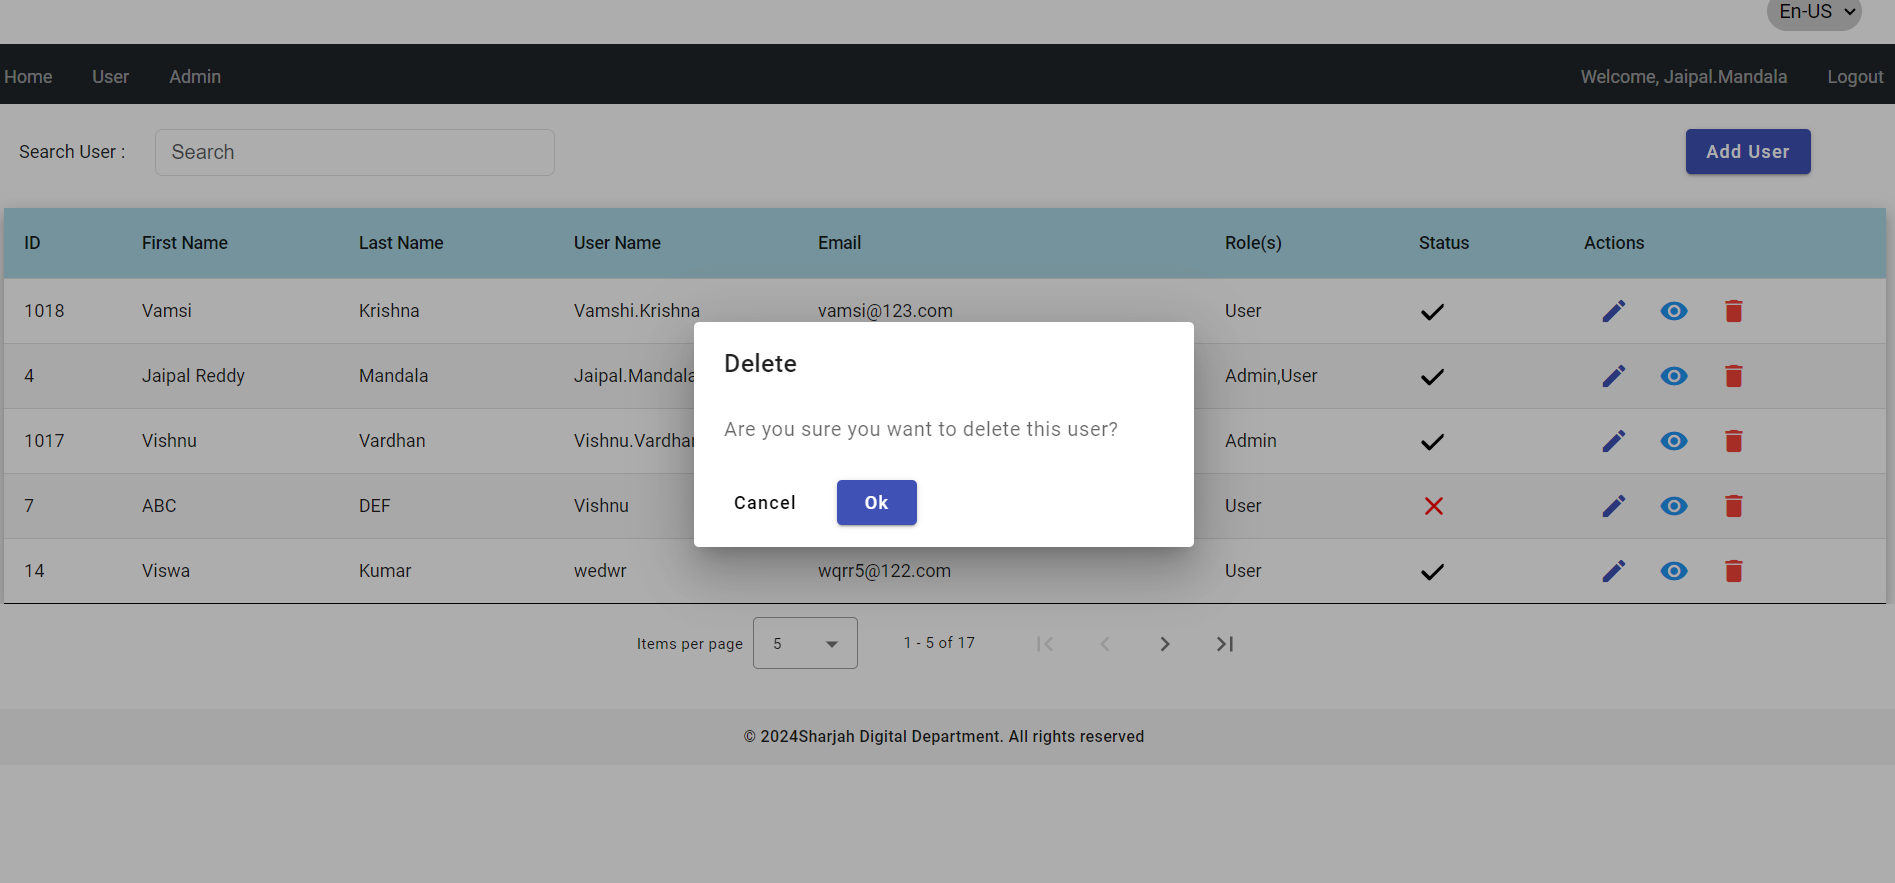 En-US
Home User Admin Welcome, Jaipal.Mandala Logout
Search User : Search Add User
ID First Name Last Name User Name Email Role(s) Status Actions
1018 Vamsi Krishna Vamshi.Krishna vamsi@123.com User
4 Jaipal Reddy Mandala Jaipal.Mandala Admin,User
1017 Vishnu Vardhan Vishnu.Vardhan Admin
7 ABC DEF Vishnu User
14 Viswa Kumar wedwr wqrr5@122.com User
Delete
Are you sure you want to delete this user?
Cancel Ok
Items per page 5 1 - 5 of 17
© 2024Sharjah Digital Department. All rights reserved